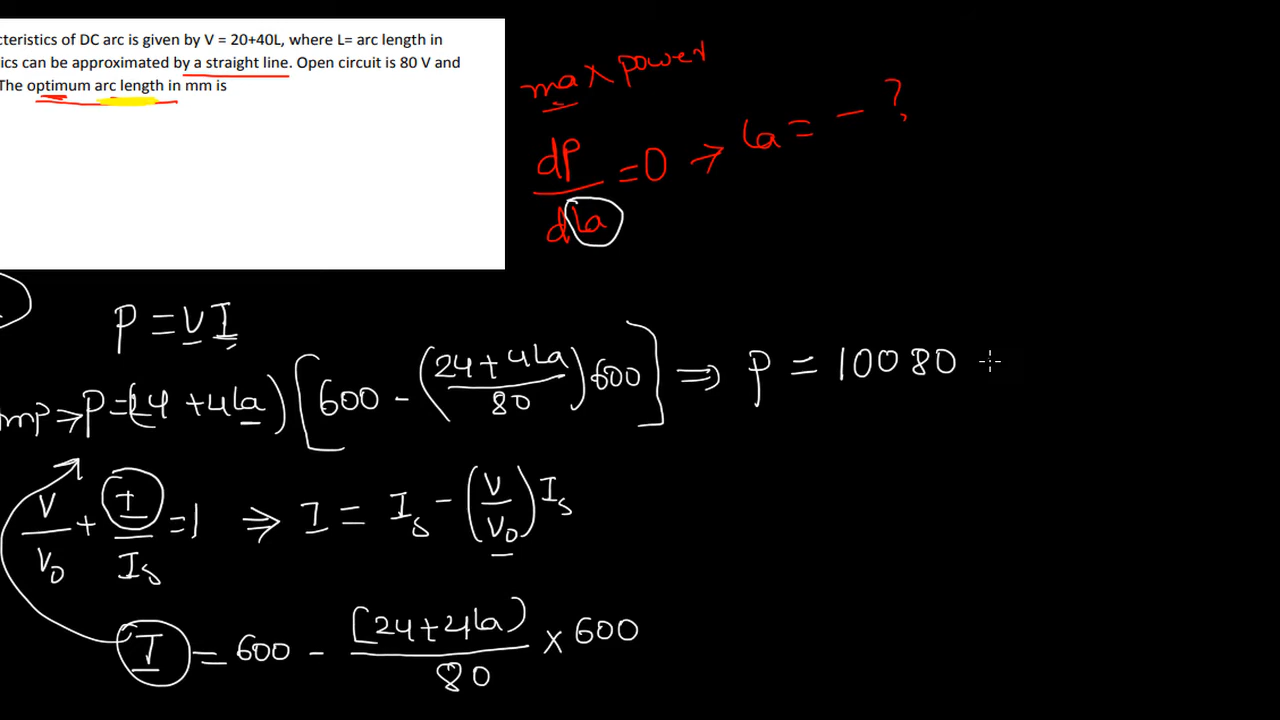 cteristics of DC arc is given by V = 20+40L, where L= arc length in
ics can be approximated by a straight line. Open circuit is 80 V and
The optimum arc length in mm is
max power
dP/dla = 0 → la = — ?
P = VI
mp → P = (24 + 4la) [600 - ((24+4la)/80) 600] ⇒ P = 10080
V/V0 + I/Is = 1 ⇒ I = Is - (V/V0) Is
I = 600 - [24+4la)/80 × 600